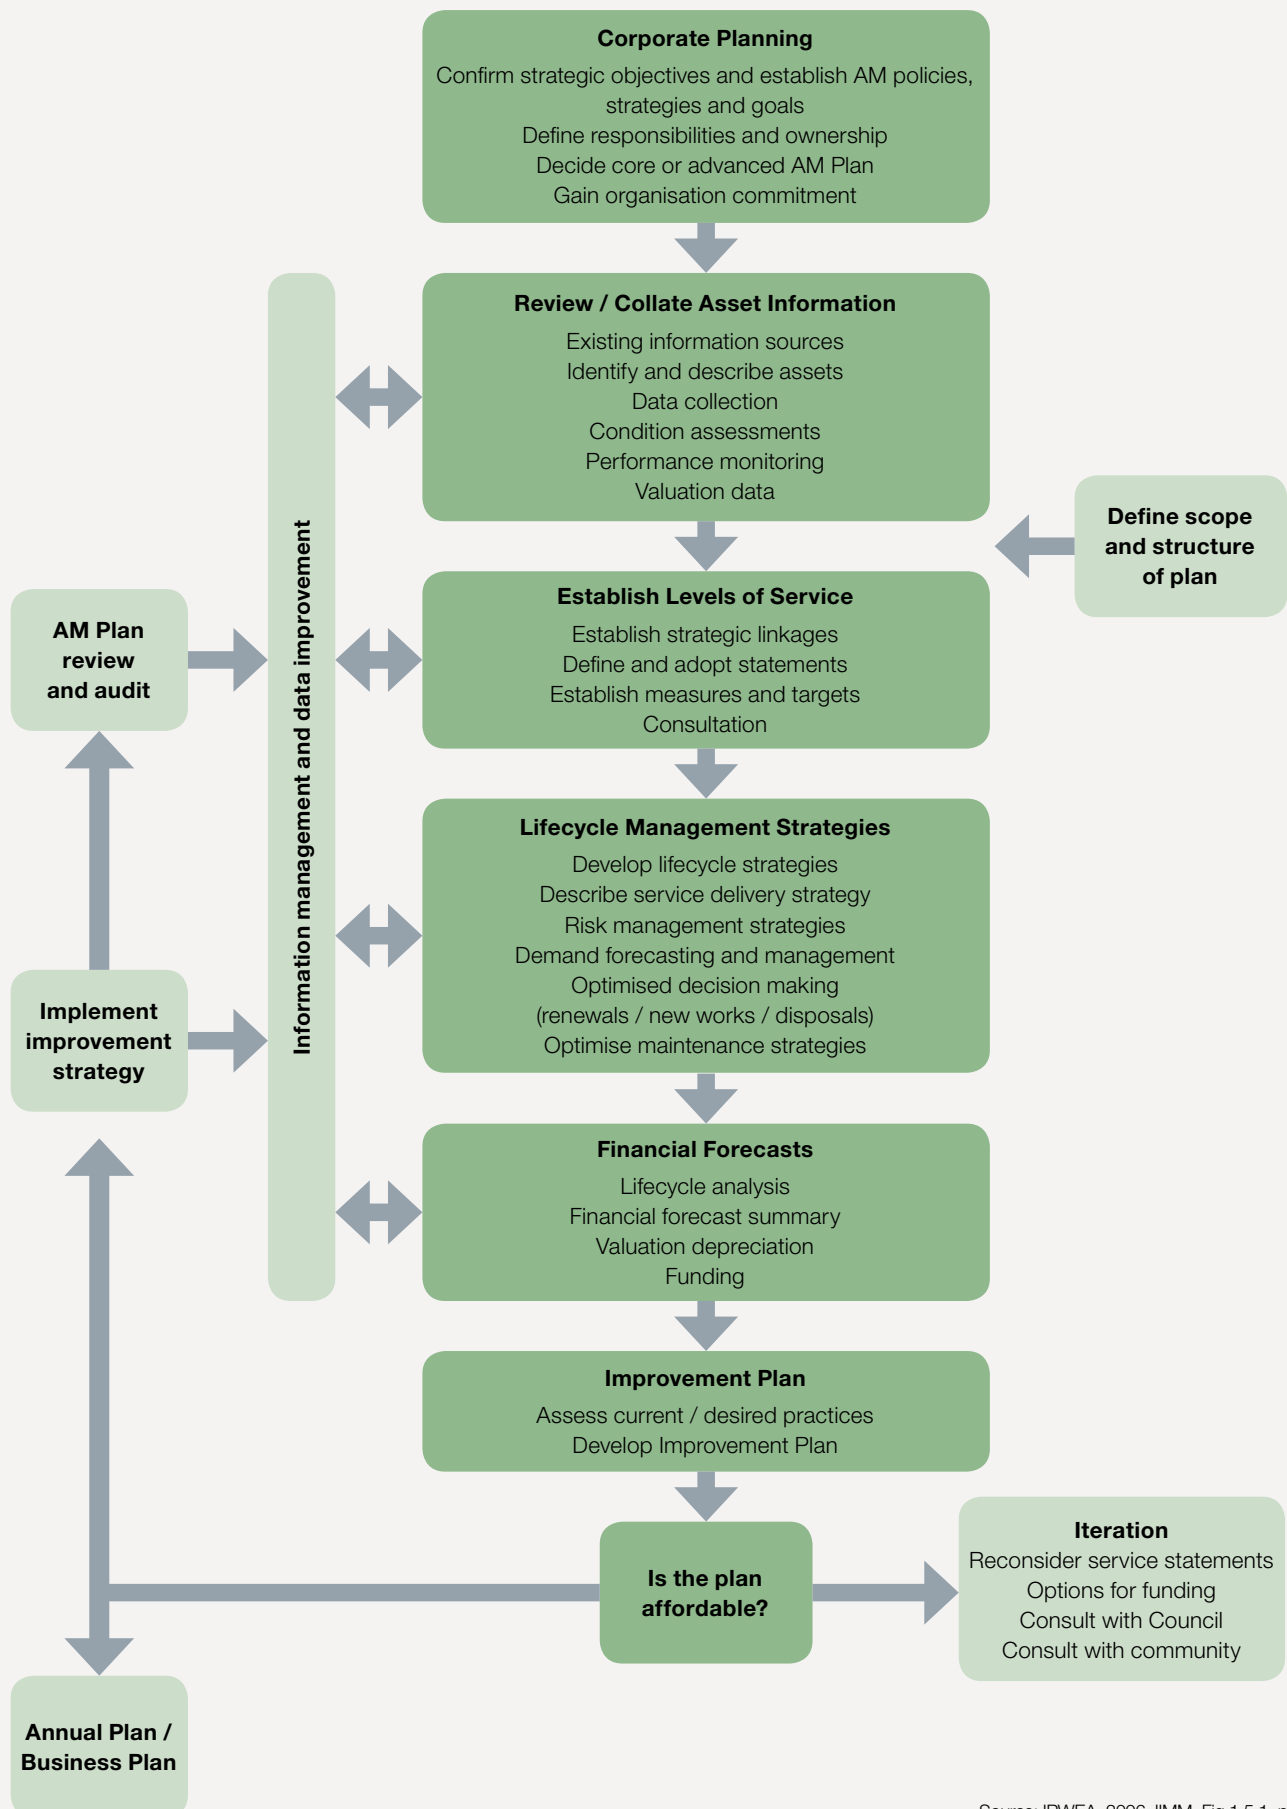 Corporate Planning
Confirm strategic objectives and establish AM policies,
strategies and goals
Define responsibilities and ownership
Decide core or advanced AM Plan
Gain organisation commitment
Review / Collate Asset Information
Existing information sources
Identify and describe assets
Data collection
Condition assessments
Performance monitoring
Valuation data
Define scope
and structure
of plan
Information management and data improvement
AM Plan
review
and audit
Establish Levels of Service
Establish strategic linkages
Define and adopt statements
Establish measures and targets
Consultation
Lifecycle Management Strategies
Develop lifecycle strategies
Describe service delivery strategy
Risk management strategies
Demand forecasting and management
Optimised decision making
(renewals / new works / disposals)
Optimise maintenance strategies
Implement
improvement
strategy
Financial Forecasts
Lifecycle analysis
Financial forecast summary
Valuation depreciation
Funding
Improvement Plan
Assess current / desired practices
Develop Improvement Plan
Is the plan
affordable?
Iteration
Reconsider service statements
Options for funding
Consult with Council
Consult with community
Annual Plan /
Business Plan